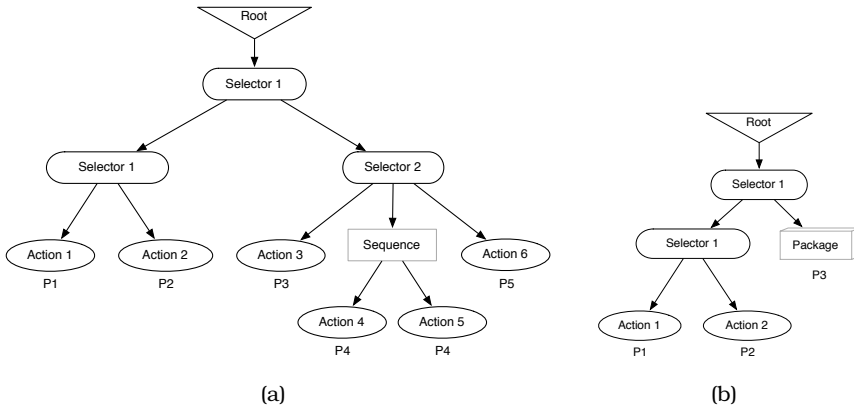 Root
Selector 1
Selector 1
Selector 2
Action 1
Action 2
Action 3
Sequence
Action 6
P1
P2
P3
P5
Action 4
Action 5
P4
P4
(a)
Root
Selector 1
Selector 1
Package
P3
Action 1
Action 2
P1
P2
(b)